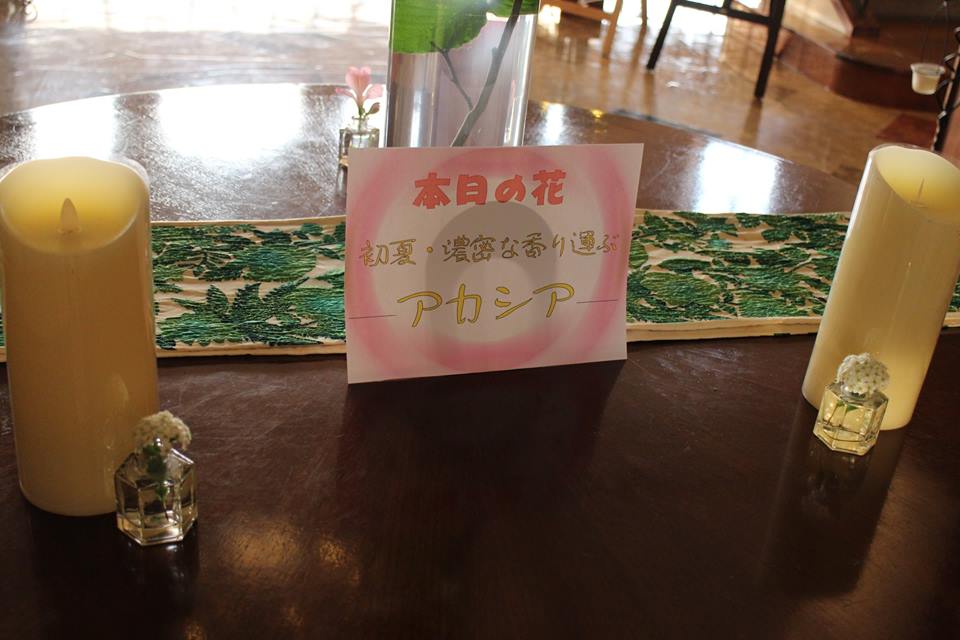 本日の花
初夏・濃密な香り運ぶ
アカシア